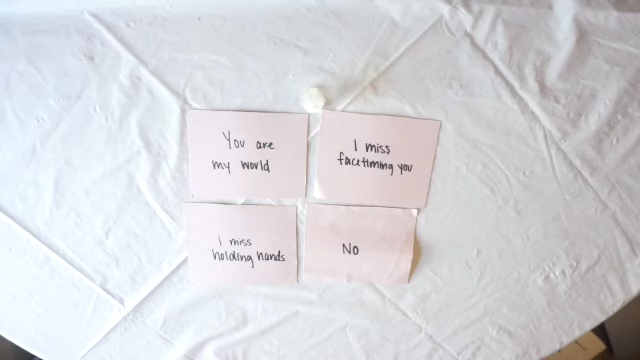 You are
my world
I miss
facetiming you
I miss
holding hands
NO